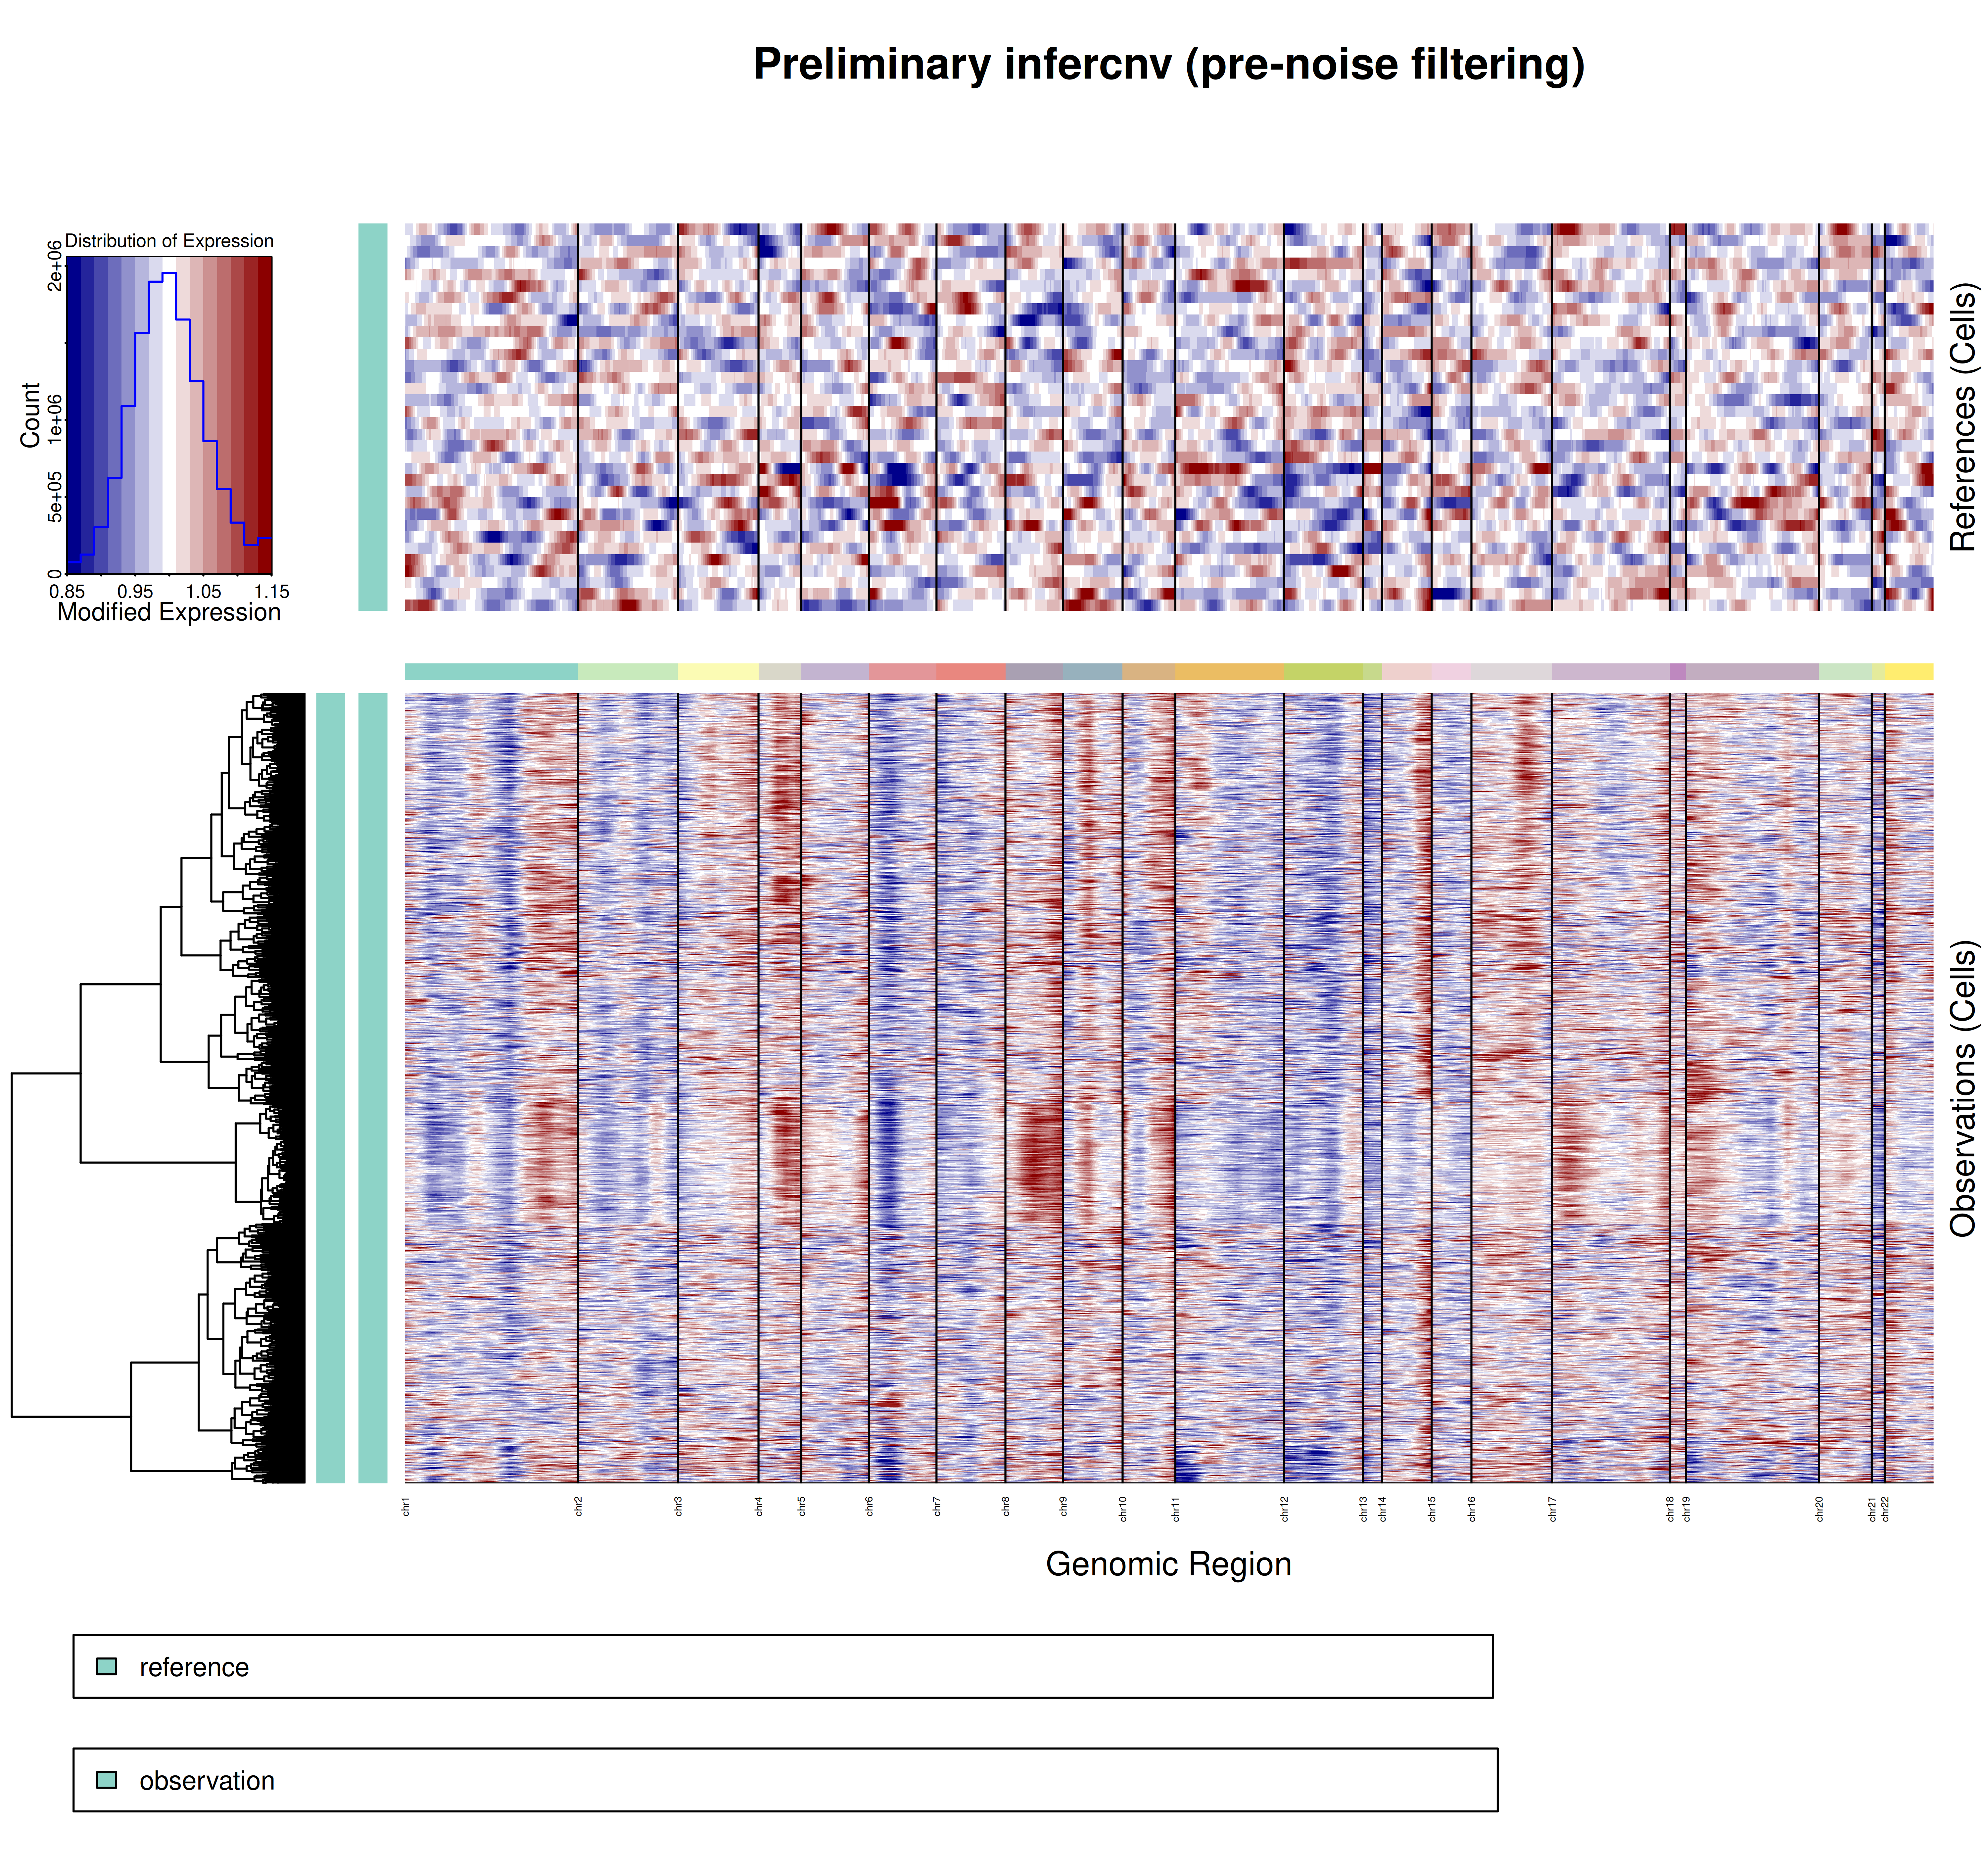 Preliminary infercnv (pre-noise filtering)
Distribution of Expression
Count
0 5e+05 1e+06 2e+06
0.85 0.95 1.05 1.15
Modified Expression
References (Cells)
Observations (Cells)
chr1 chr2 chr3 chr4 chr5 chr6 chr7 chr8 chr9 chr10 chr11 chr12 chr13 chr14 chr15 chr16 chr17 chr18 chr19 chr20 chr21 chr22
Genomic Region
reference
observation